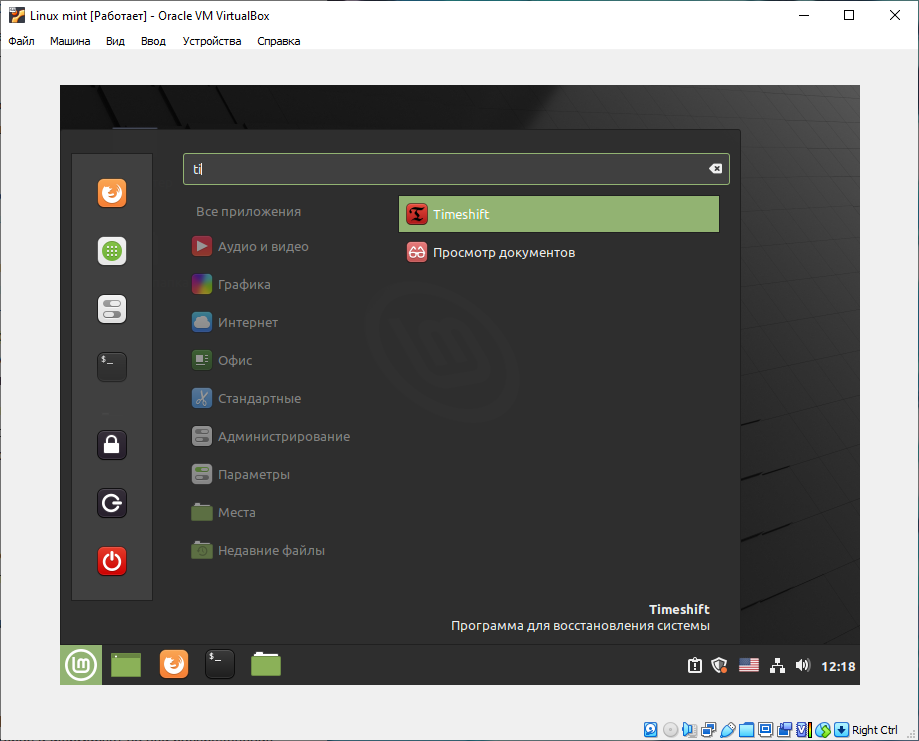 Linux mint [Работает] - Oracle VM VirtualBox
Файл Машина Вид Ввод Устройства Справка
ti
Все приложения
Аудио и видео
Графика
Интернет
Офис
Стандартные
Администрирование
Параметры
Места
Недавние файлы
Timeshift
Просмотр документов
Timeshift
Программа для восстановления системы
12:18
Right Ctrl